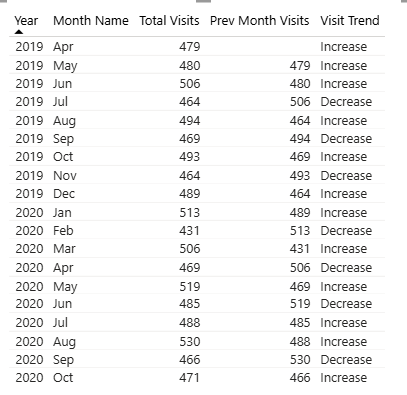 Year Month Name Total Visits Prev Month Visits Visit Trend
2019 Apr 479 Increase
2019 May 480 479 Increase
2019 Jun 506 480 Increase
2019 Jul 464 506 Decrease
2019 Aug 494 464 Increase
2019 Sep 469 494 Decrease
2019 Oct 493 469 Increase
2019 Nov 464 493 Decrease
2019 Dec 489 464 Increase
2020 Jan 513 489 Increase
2020 Feb 431 513 Decrease
2020 Mar 506 431 Increase
2020 Apr 469 506 Decrease
2020 May 519 469 Increase
2020 Jun 485 519 Decrease
2020 Jul 488 485 Increase
2020 Aug 530 488 Increase
2020 Sep 466 530 Decrease
2020 Oct 471 466 Increase